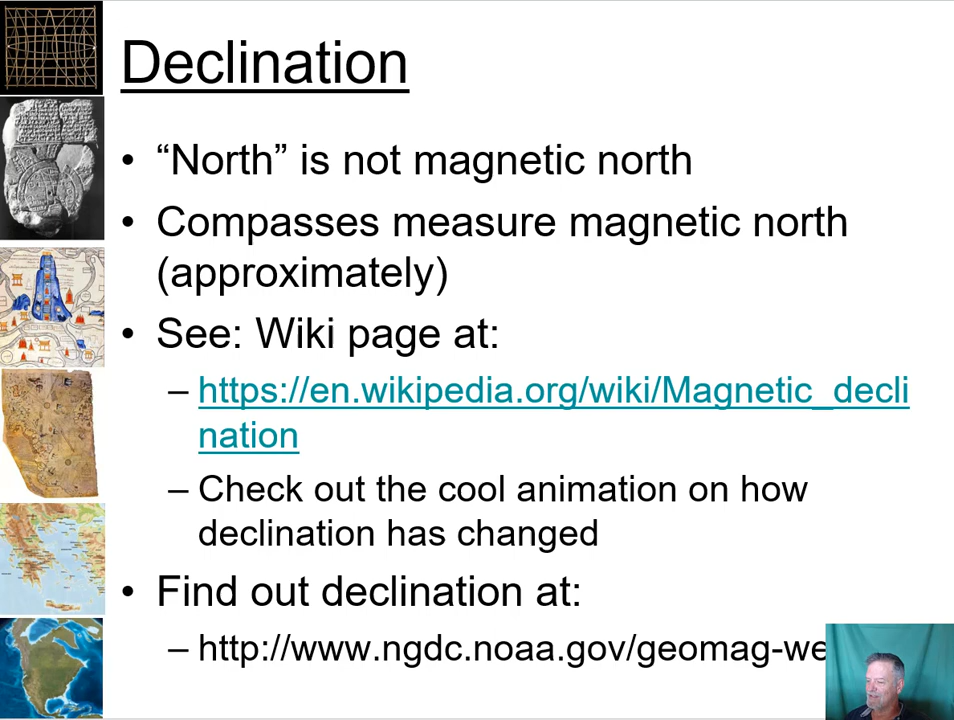 Declination
• “North” is not magnetic north
• Compasses measure magnetic north
(approximately)
• See: Wiki page at:
– https://en.wikipedia.org/wiki/Magnetic_decli
nation
– Check out the cool animation on how
declination has changed
• Find out declination at:
– http://www.ngdc.noaa.gov/geomag-we